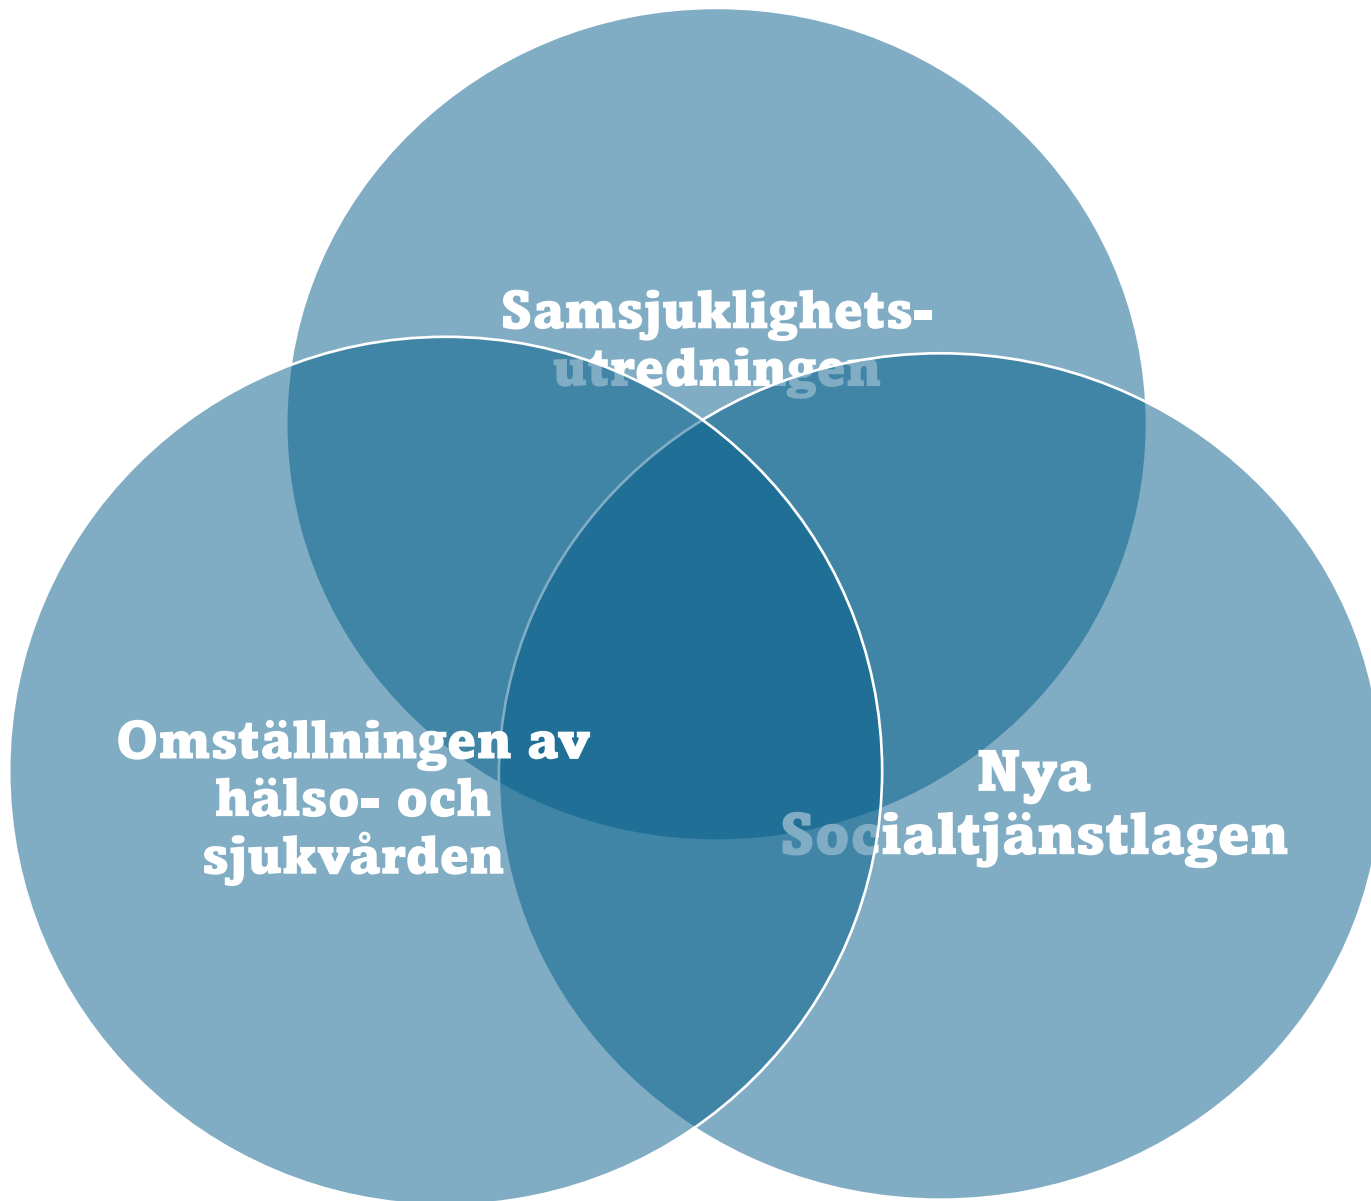 Samsjuklighets-
utredningen
Omställningen av
hälso- och
sjukvården
Nya
Socialtjänstlagen